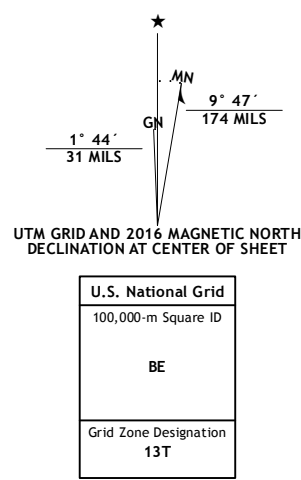 ★
MN
GN
9° 47´
174 MILS
1° 44´
31 MILS
UTM GRID AND 2016 MAGNETIC NORTH
DECLINATION AT CENTER OF SHEET
U.S. National Grid
100,000-m Square ID
BE
Grid Zone Designation
13T